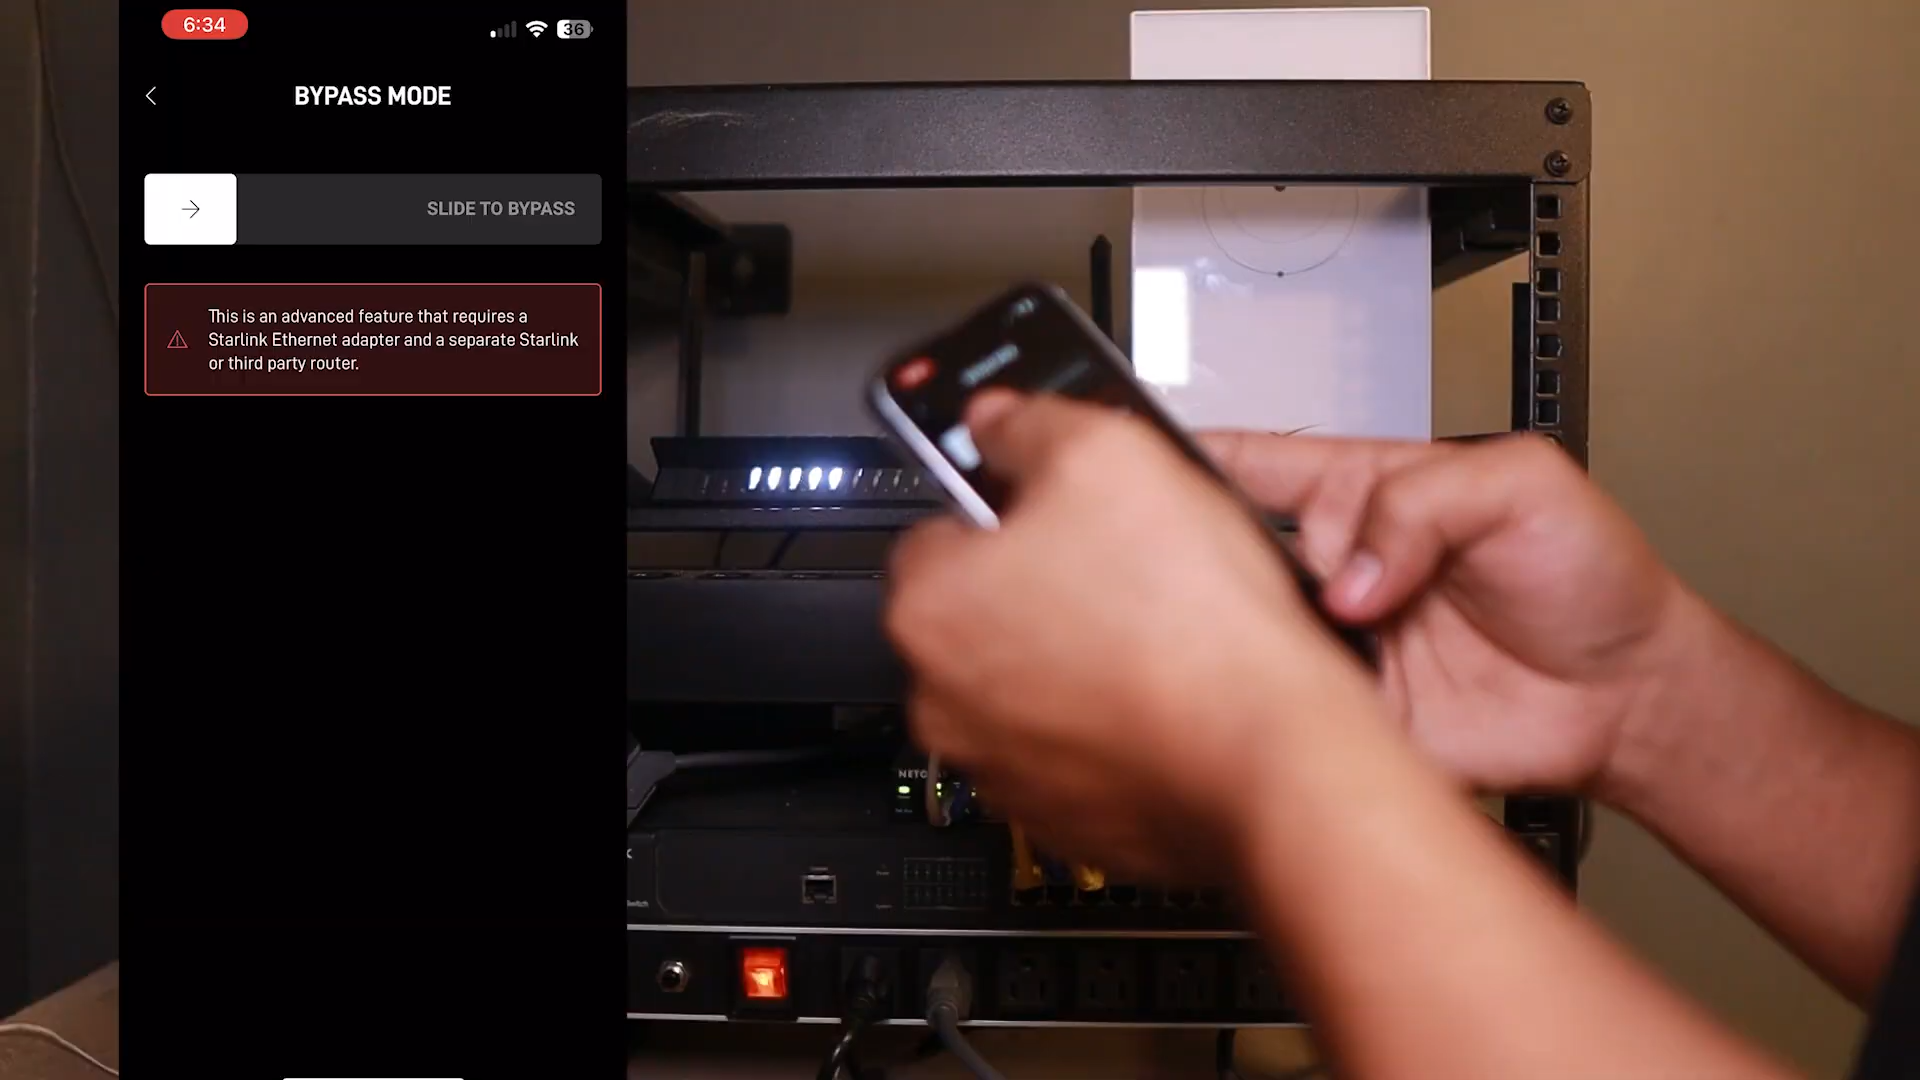 6:34
36
BYPASS MODE
SLIDE TO BYPASS
This is an advanced feature that requires a
Starlink Ethernet adapter and a separate Starlink
or third party router.